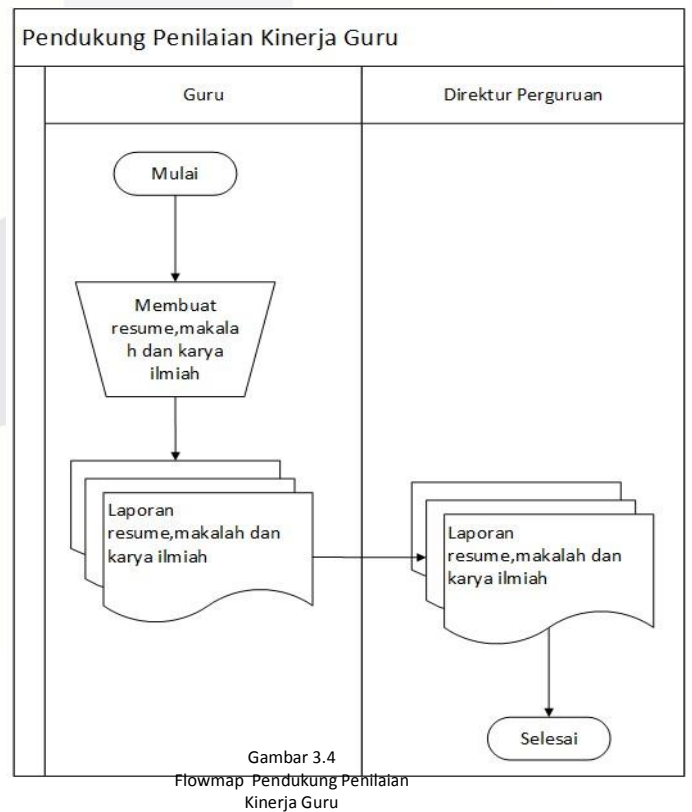 Pendukung Penilaian Kinerja Guru
Guru
Direktur Perguruan
Mulai
Membuat
resume,makala
h dan karya
ilmiah
Laporan
resume,makalah dan
karya ilmiah
Laporan
resume,makalah dan
karya ilmiah
Selesai
Gambar 3.4
Flowmap Pendukung Penilaian
Kinerja Guru